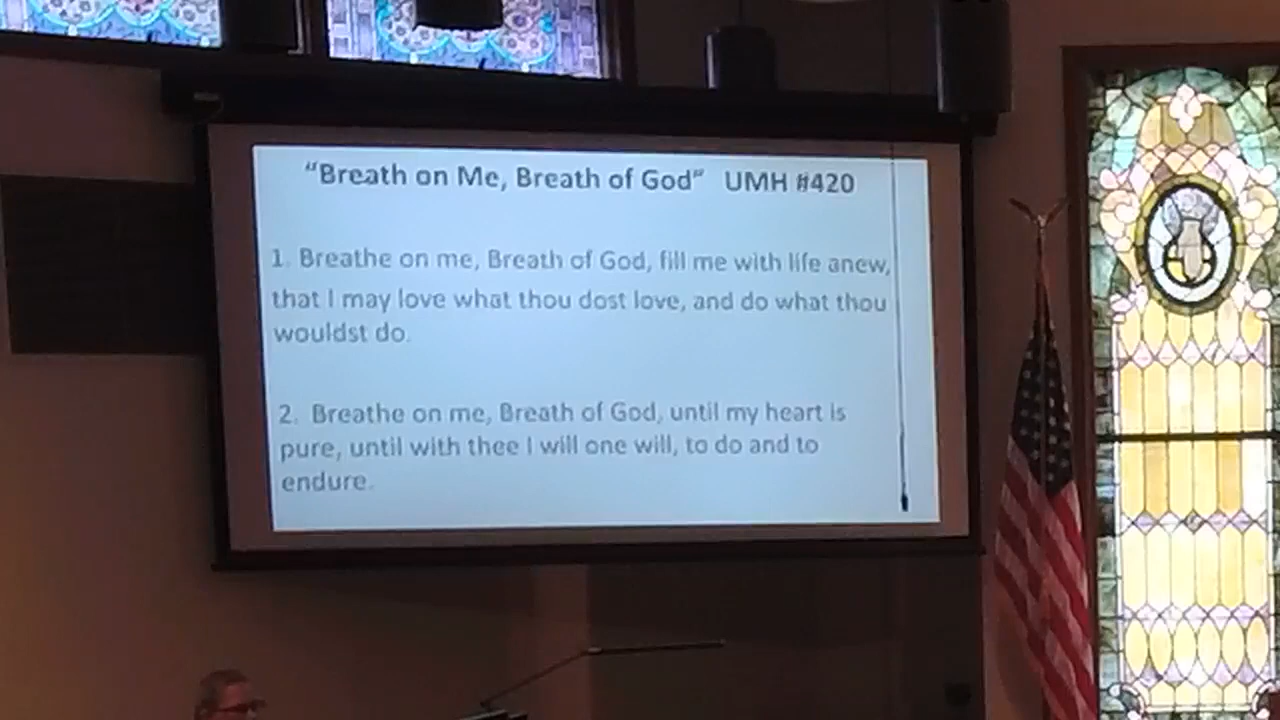 "Breath on Me, Breath of God" UMH #420
1. Breathe on me, Breath of God, fill me with life anew,
that I may love what thou dost love, and do what thou
wouldst do.
2. Breathe on me, Breath of God, until my heart is
pure, until with thee I will one will, to do and to
endure.